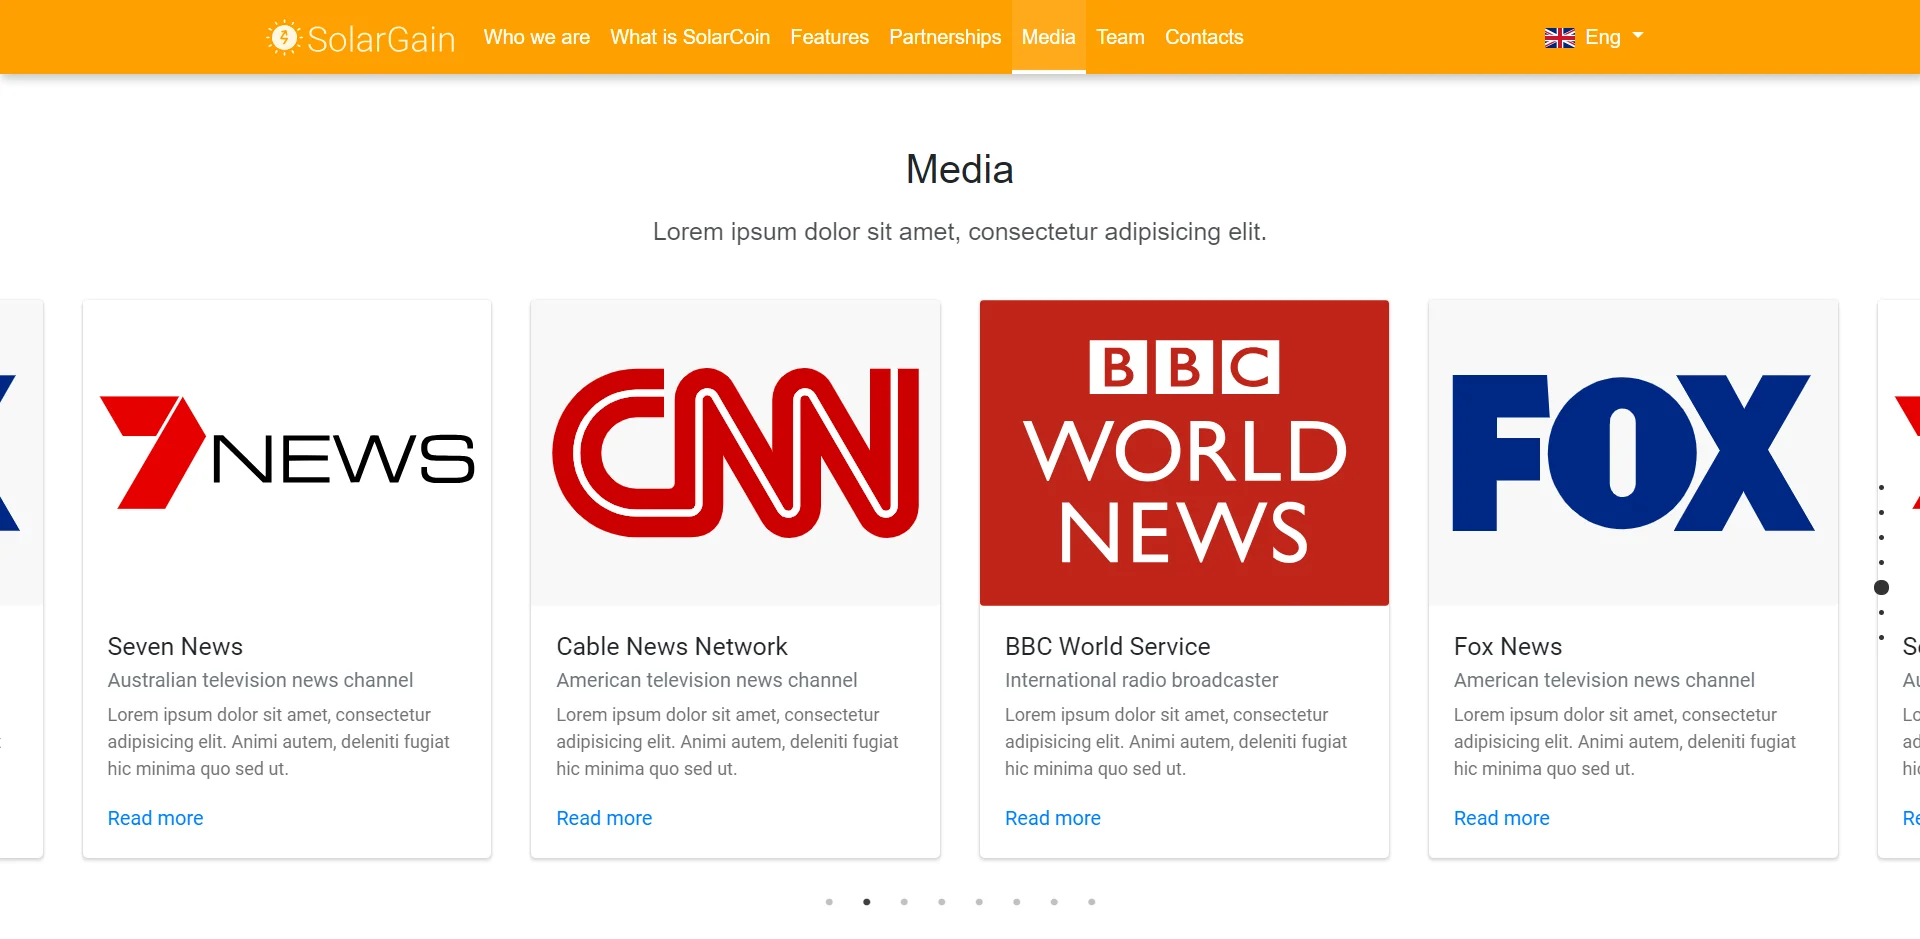 SolarGain Who we are What is SolarCoin Features Partnerships Media Team Contacts Eng
Media
Lorem ipsum dolor sit amet, consectetur adipisicing elit.
7NEWS
CNN
BBC
WORLD
NEWS
FOX
Seven News
Australian television news channel
Lorem ipsum dolor sit amet, consectetur
adipisicing elit. Animi autem, deleniti fugiat
hic minima quo sed ut.
Read more
Cable News Network
American television news channel
Lorem ipsum dolor sit amet, consectetur
adipisicing elit. Animi autem, deleniti fugiat
hic minima quo sed ut.
Read more
BBC World Service
International radio broadcaster
Lorem ipsum dolor sit amet, consectetur
adipisicing elit. Animi autem, deleniti fugiat
hic minima quo sed ut.
Read more
Fox News
American television news channel
Lorem ipsum dolor sit amet, consectetur
adipisicing elit. Animi autem, deleniti fugiat
hic minima quo sed ut.
Read more